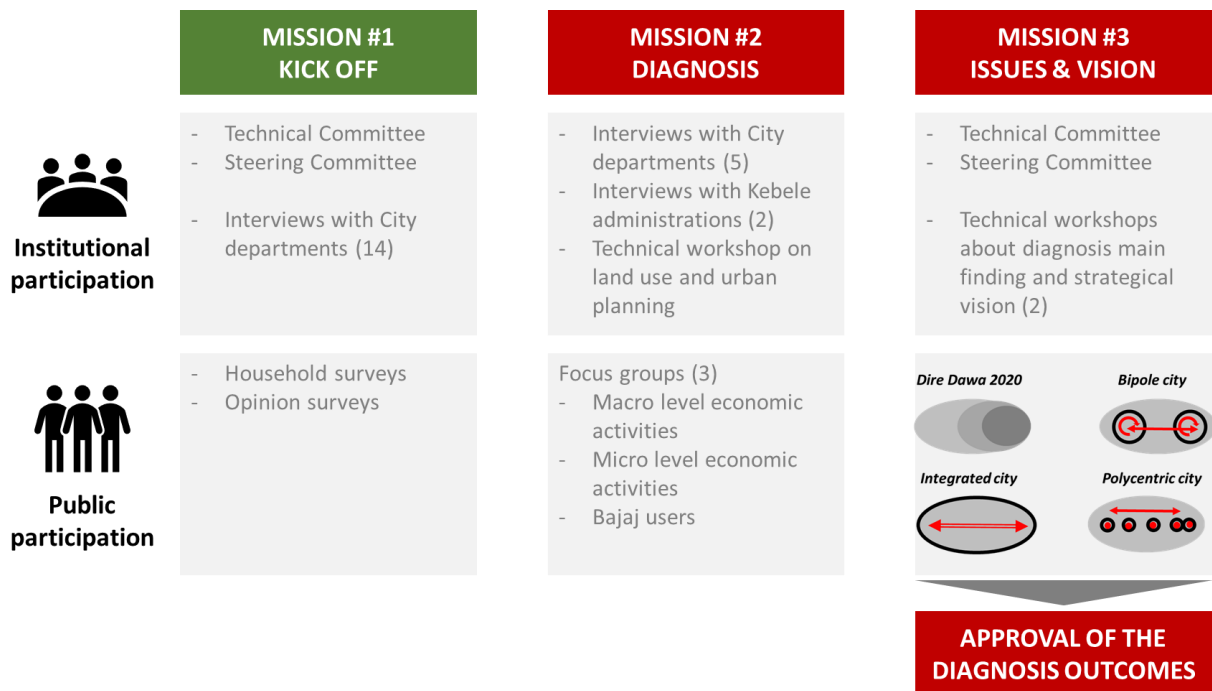 MISSION #1
KICK OFF
MISSION #2
DIAGNOSIS
MISSION #3
ISSUES & VISION
Institutional
participation
- Technical Committee
- Steering Committee
- Interviews with City
departments (14)
- Interviews with City
departments (5)
- Interviews with Kebele
administrations (2)
- Technical workshop on
land use and urban
planning
- Technical Committee
- Steering Committee
- Technical workshops
about diagnosis main
finding and strategical
vision (2)
Public
participation
- Household surveys
- Opinion surveys
Focus groups (3)
- Macro level economic
activities
- Micro level economic
activities
- Bajaj users
Dire Dawa 2020
Bipole city
Integrated city
Polycentric city
APPROVAL OF THE
DIAGNOSIS OUTCOMES